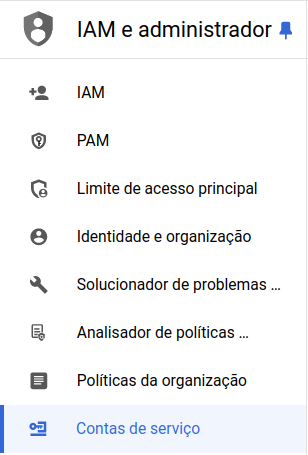 IAM e administrador
IAM
PAM
Limite de acesso principal
Identidade e organização
Solucionador de problemas ...
Analisador de políticas ...
Políticas da organização
Contas de serviço